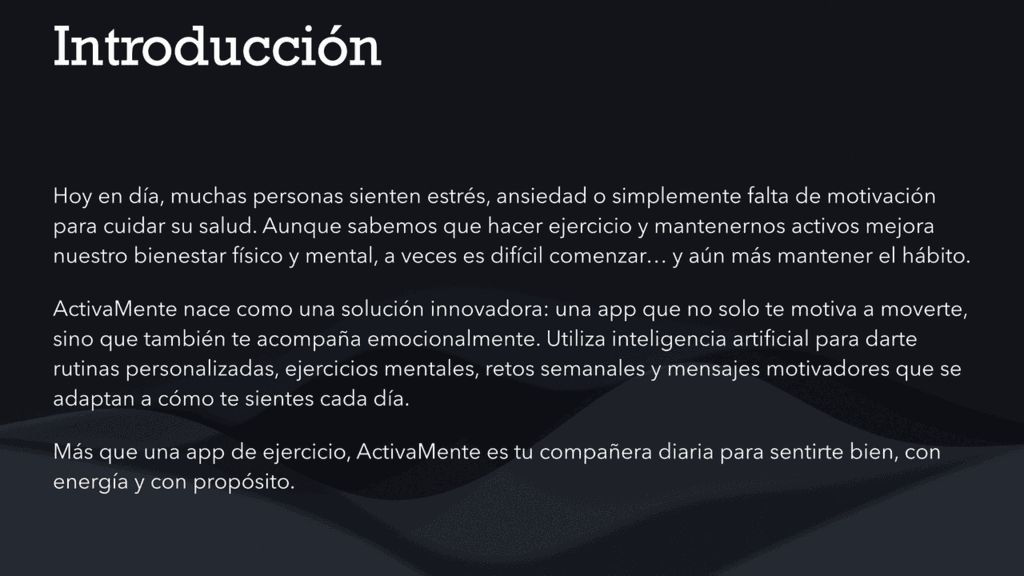 Introducción
Hoy en día, muchas personas sienten estrés, ansiedad o simplemente falta de motivación
para cuidar su salud. Aunque sabemos que hacer ejercicio y mantenernos activos mejora
nuestro bienestar físico y mental, a veces es difícil comenzar… y aún más mantener el hábito.
ActivaMente nace como una solución innovadora: una app que no solo te motiva a moverte,
sino que también te acompaña emocionalmente. Utiliza inteligencia artificial para darte
rutinas personalizadas, ejercicios mentales, retos semanales y mensajes motivadores que se
adaptan a cómo te sientes cada día.
Más que una app de ejercicio, ActivaMente es tu compañera diaria para sentirte bien, con
energía y con propósito.